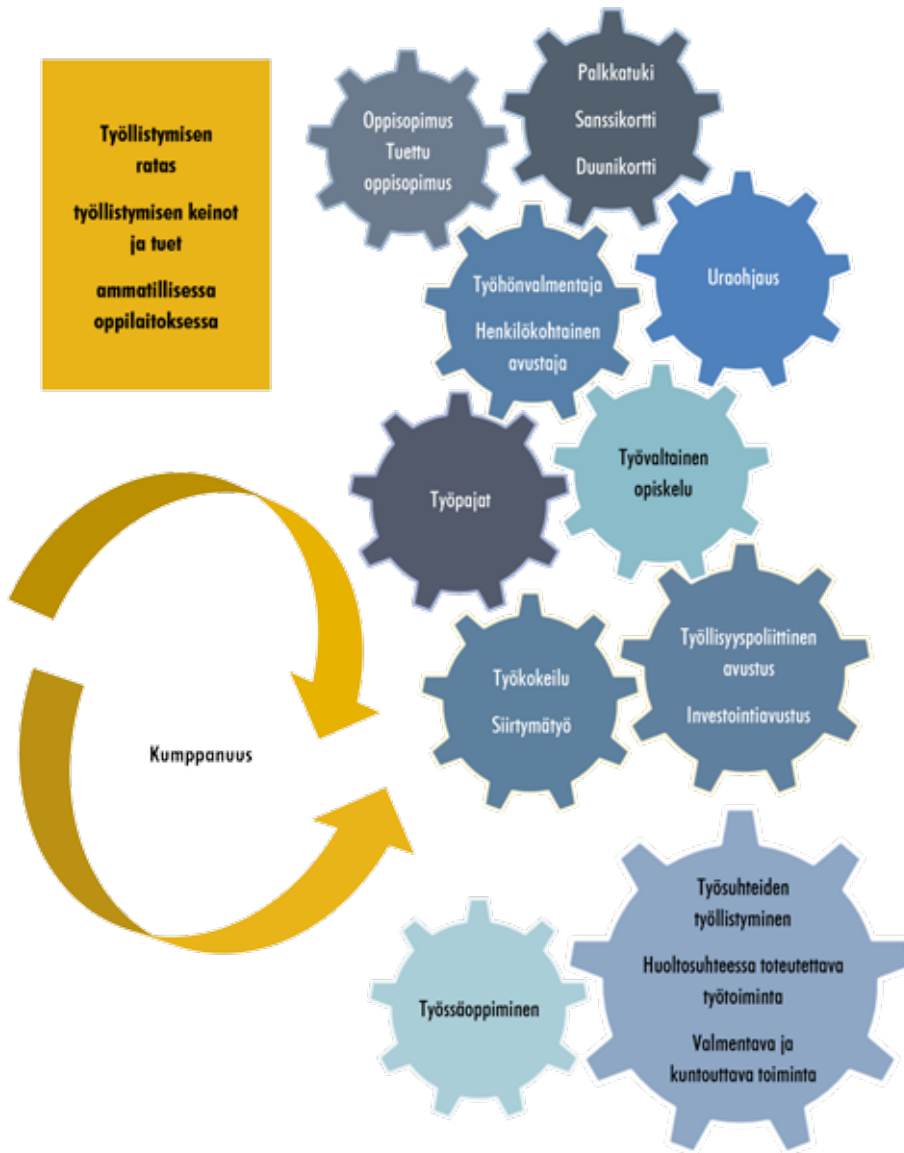 Työllistymisen
ratas
työllistymisen keinot
ja tuet
ammatillisessa
oppilaitoksessa
Oppisopimus
Tuettu
oppisopimus
Palkkatuki
Sanssikortti
Duunikortti
Työhönvalmentaja
Henkilökohtainen
avustaja
Uraohjaus
Työpajat
Työvaltainen
opiskelu
Työkokeilu
Siirtymätyö
Työllisyyspoliittinen
avustus
Investointiavustus
Kumppanuus
Työssäoppiminen
Työsuhteiden
työllistyminen
Huoltosuhteessa toteutettava
työtoiminta
Valmentava ja
kuntouttava toiminta